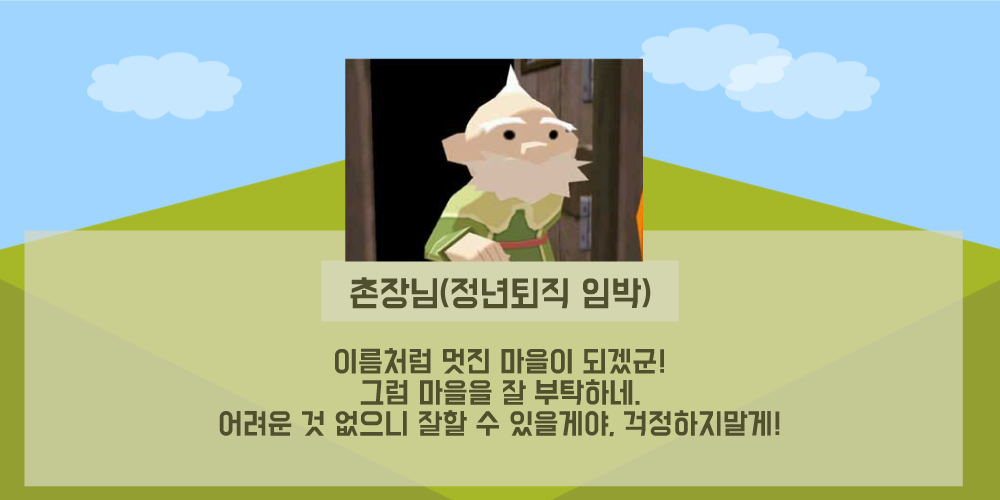 촌장님(정년퇴직 임박)
이름처럼 멋진 마을이 되겠군!
그럼 마을을 잘 부탁하네.
어려운 것 없으니 잘할 수 있을게야, 걱정하지말게!